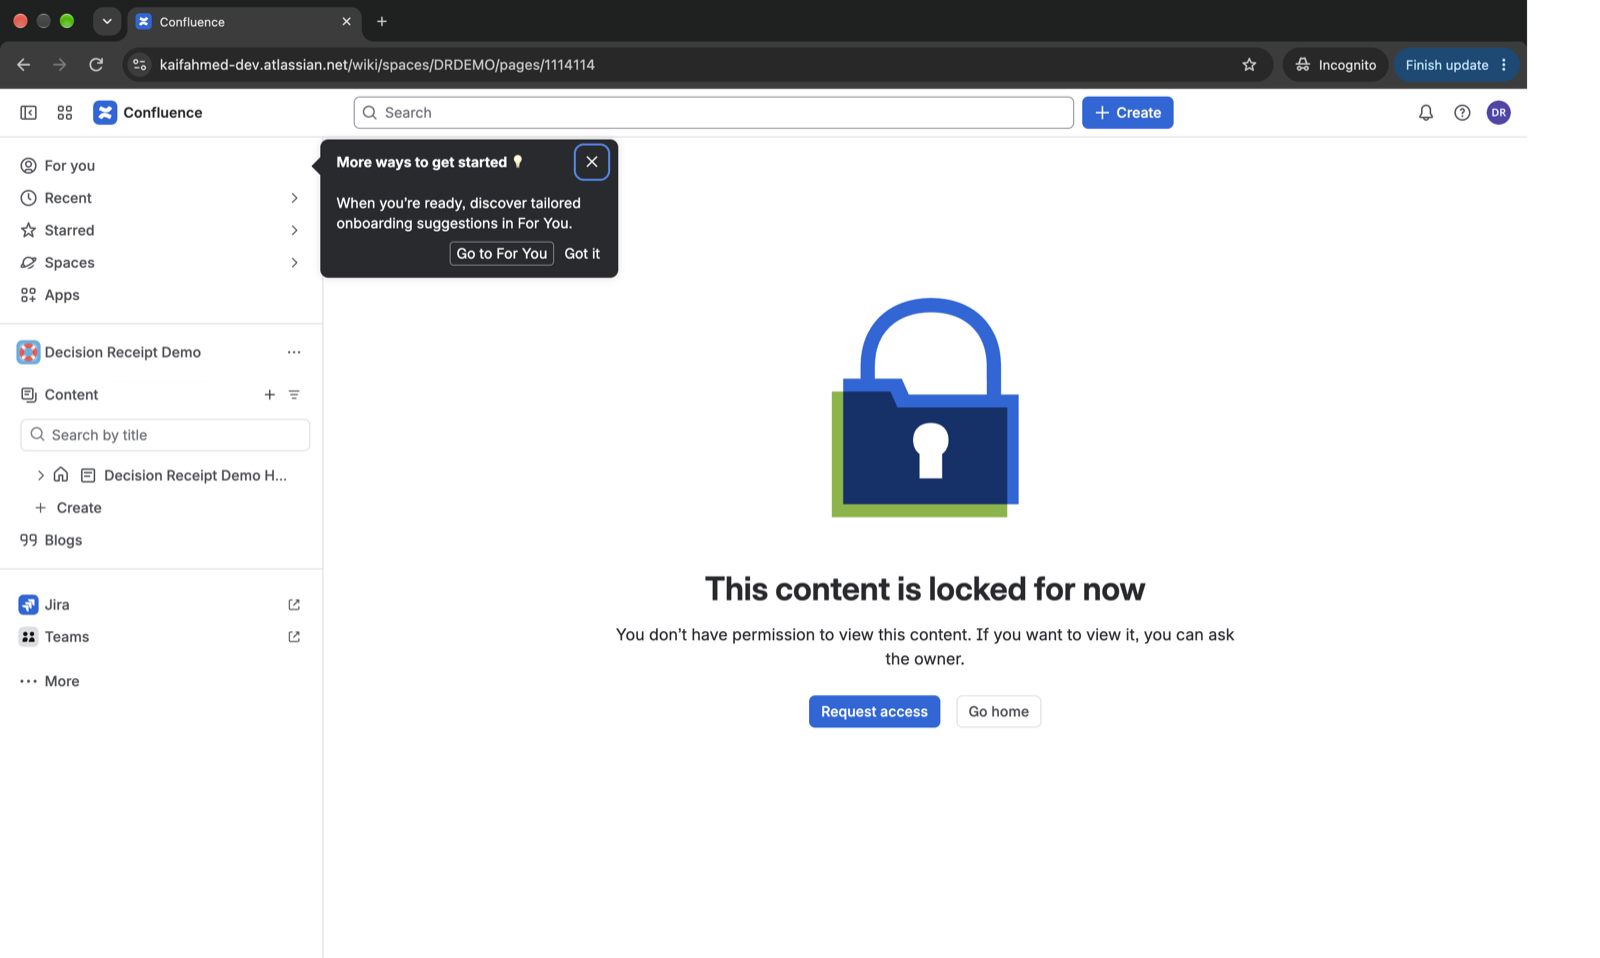 Confluence
kaifahmed-dev.atlassian.net/wiki/spaces/DRDEMO/pages/1114114
Incognito
Finish update
Confluence
Search
Create
DR
For you
Recent
Starred
Spaces
Apps
More ways to get started
When you're ready, discover tailored
onboarding suggestions in For You.
Go to For You
Got it
Decision Receipt Demo
Content
Search by title
Decision Receipt Demo H...
Create
Blogs
Jira
Teams
More
This content is locked for now
You don't have permission to view this content. If you want to view it, you can ask
the owner.
Request access
Go home